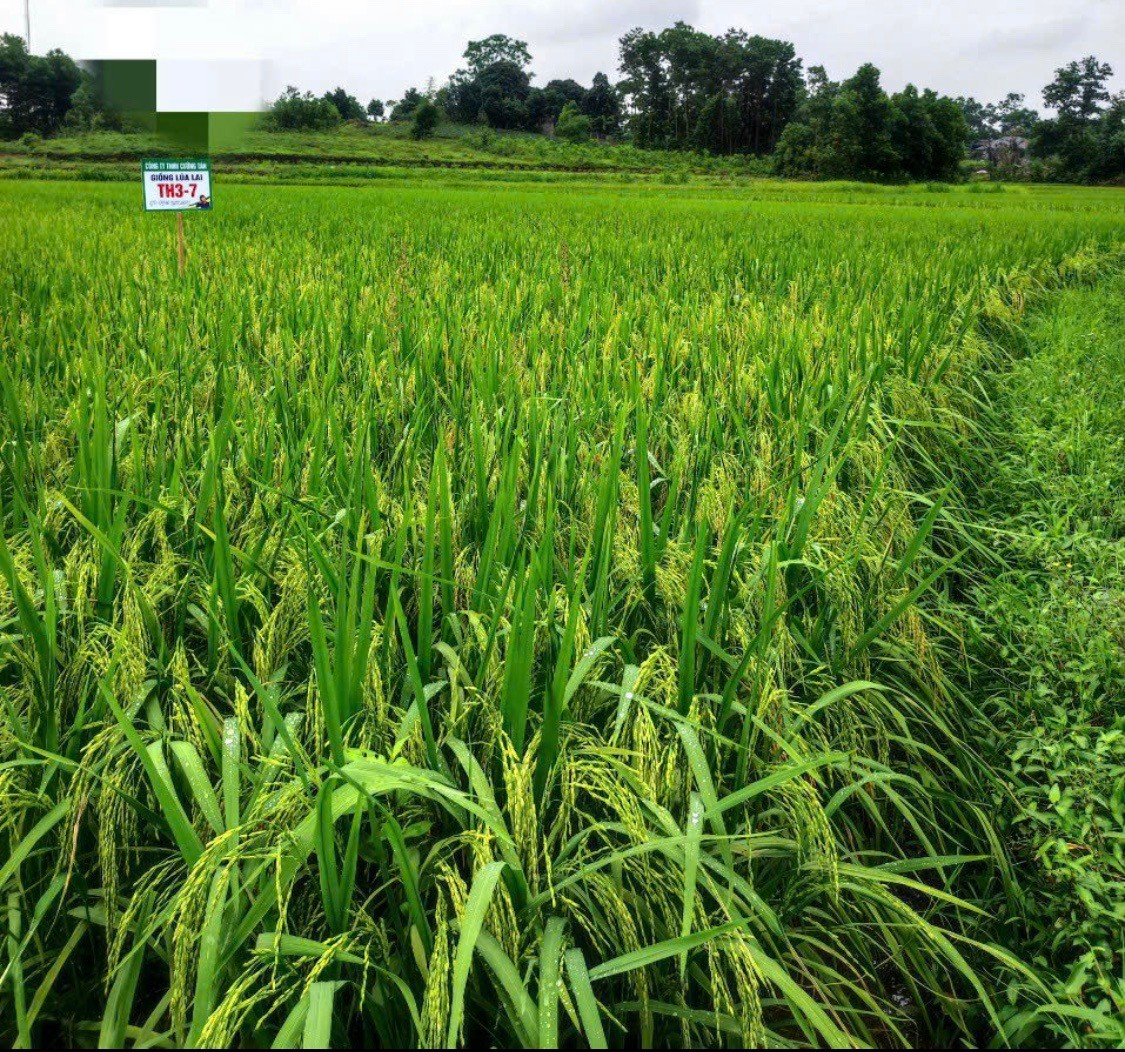 CÔNG TY TNHH CƯỜNG TÂN
GIỐNG LÚA LAI
TH3-7